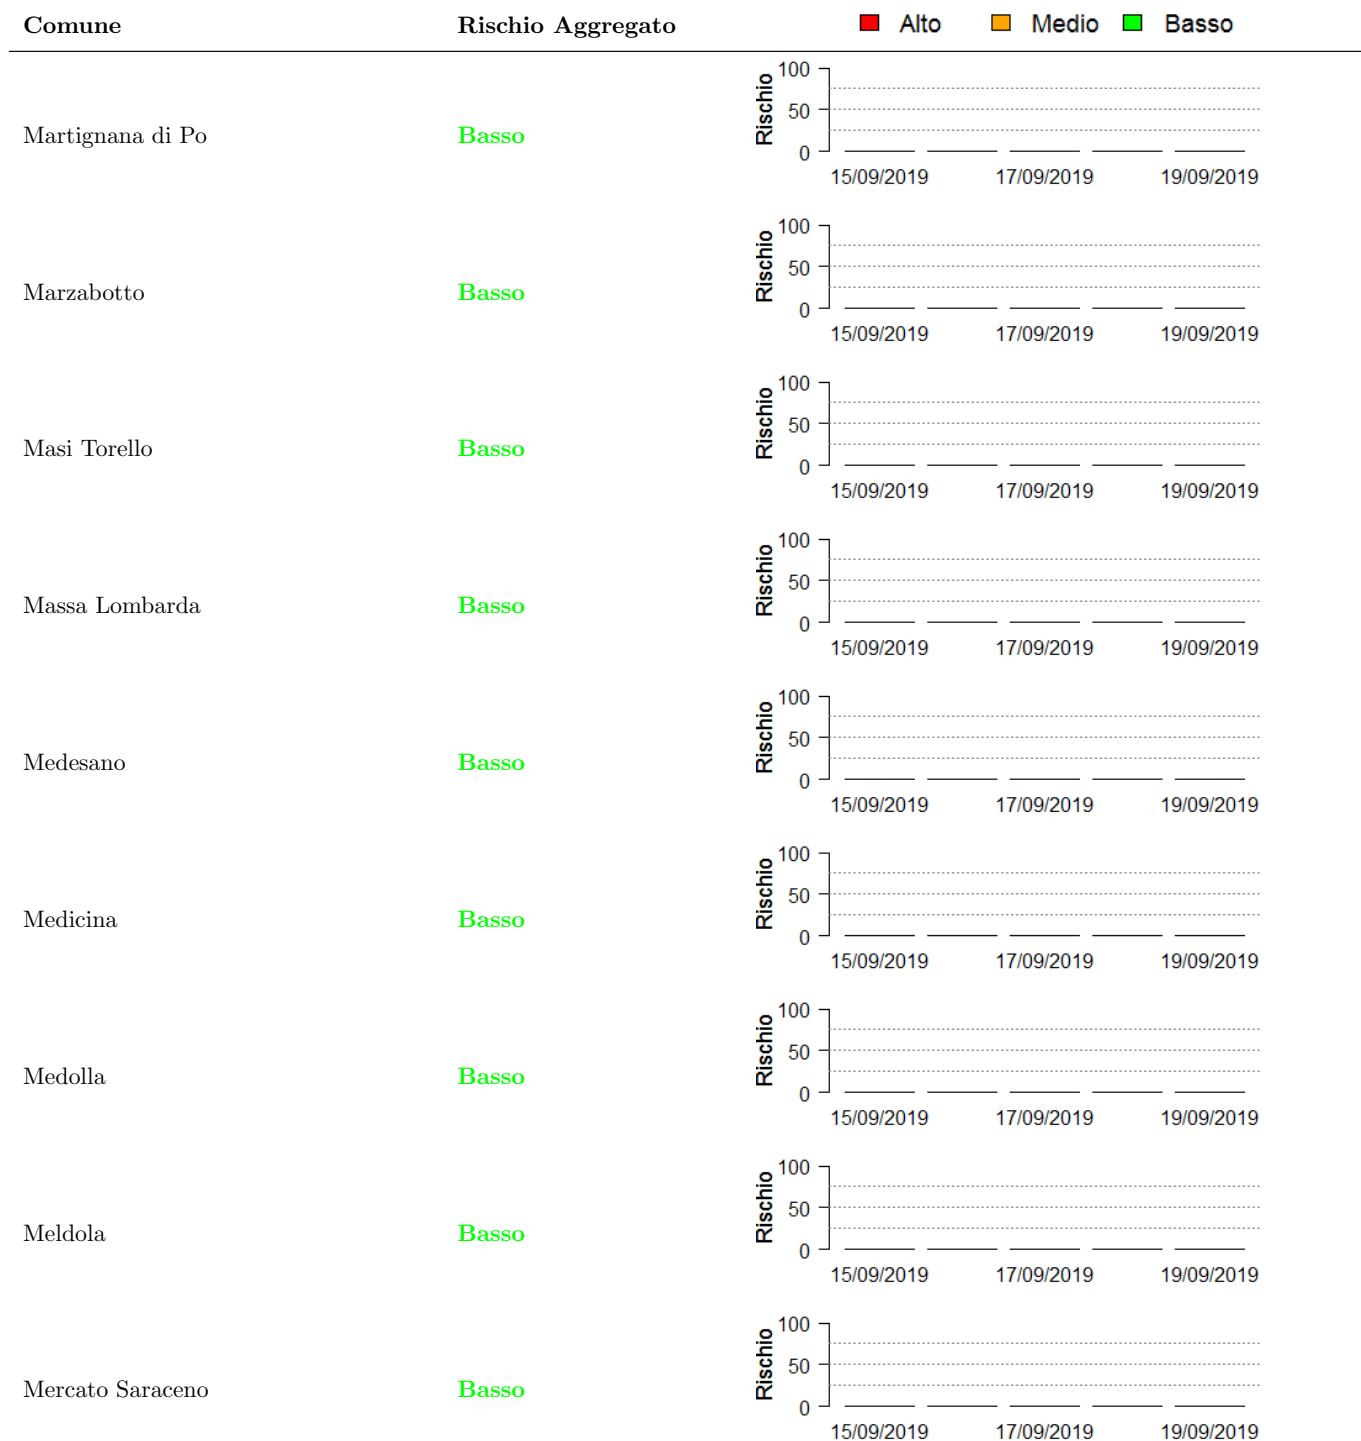 Comune Rischio Aggregato Alto Medio Basso
Martignana di Po Basso Rischio 100 50 0
15/09/2019 17/09/2019 19/09/2019
Marzabotto Basso Rischio 100 50 0
15/09/2019 17/09/2019 19/09/2019
Masi Torello Basso Rischio 100 50 0
15/09/2019 17/09/2019 19/09/2019
Massa Lombarda Basso Rischio 100 50 0
15/09/2019 17/09/2019 19/09/2019
Medesano Basso Rischio 100 50 0
15/09/2019 17/09/2019 19/09/2019
Medicina Basso Rischio 100 50 0
15/09/2019 17/09/2019 19/09/2019
Medolla Basso Rischio 100 50 0
15/09/2019 17/09/2019 19/09/2019
Meldola Basso Rischio 100 50 0
15/09/2019 17/09/2019 19/09/2019
Mercato Saraceno Basso Rischio 100 50 0
15/09/2019 17/09/2019 19/09/2019